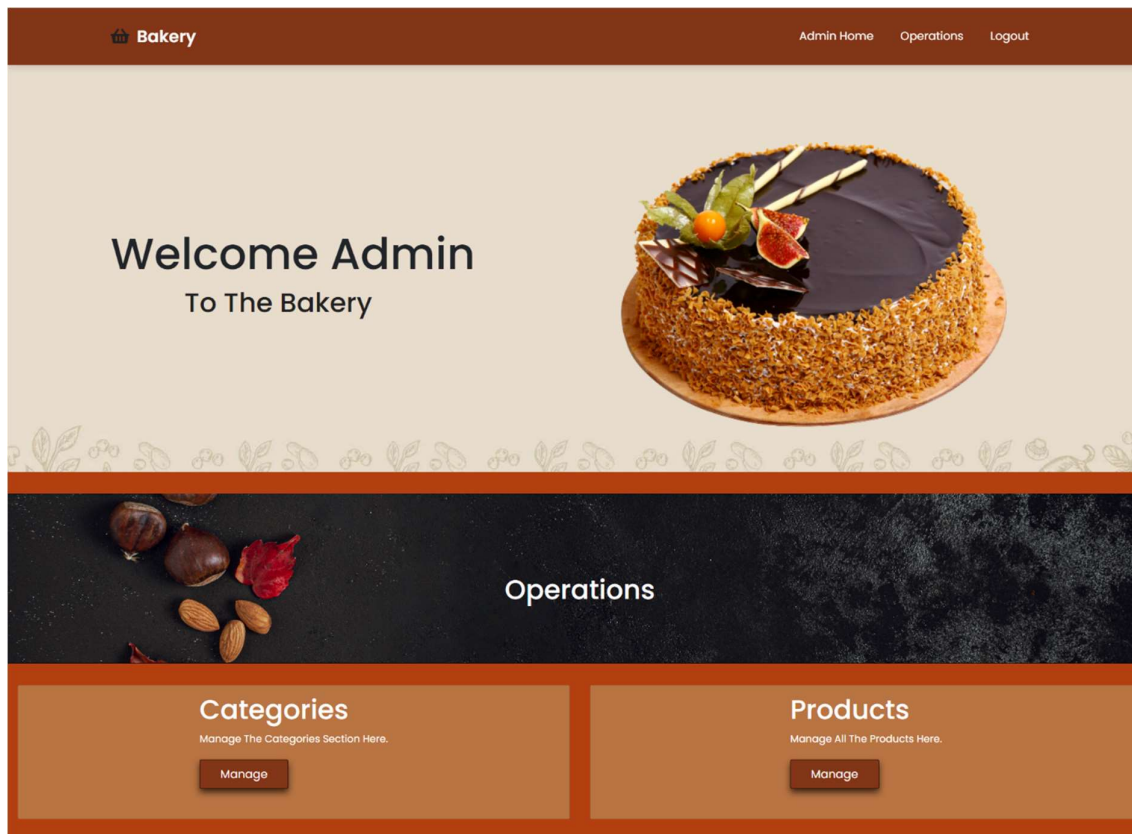 Bakery
Admin Home
Operations
Logout
Welcome Admin
To The Bakery
Operations
Categories
Manage The Categories Section Here.
Manage
Products
Manage All The Products Here.
Manage